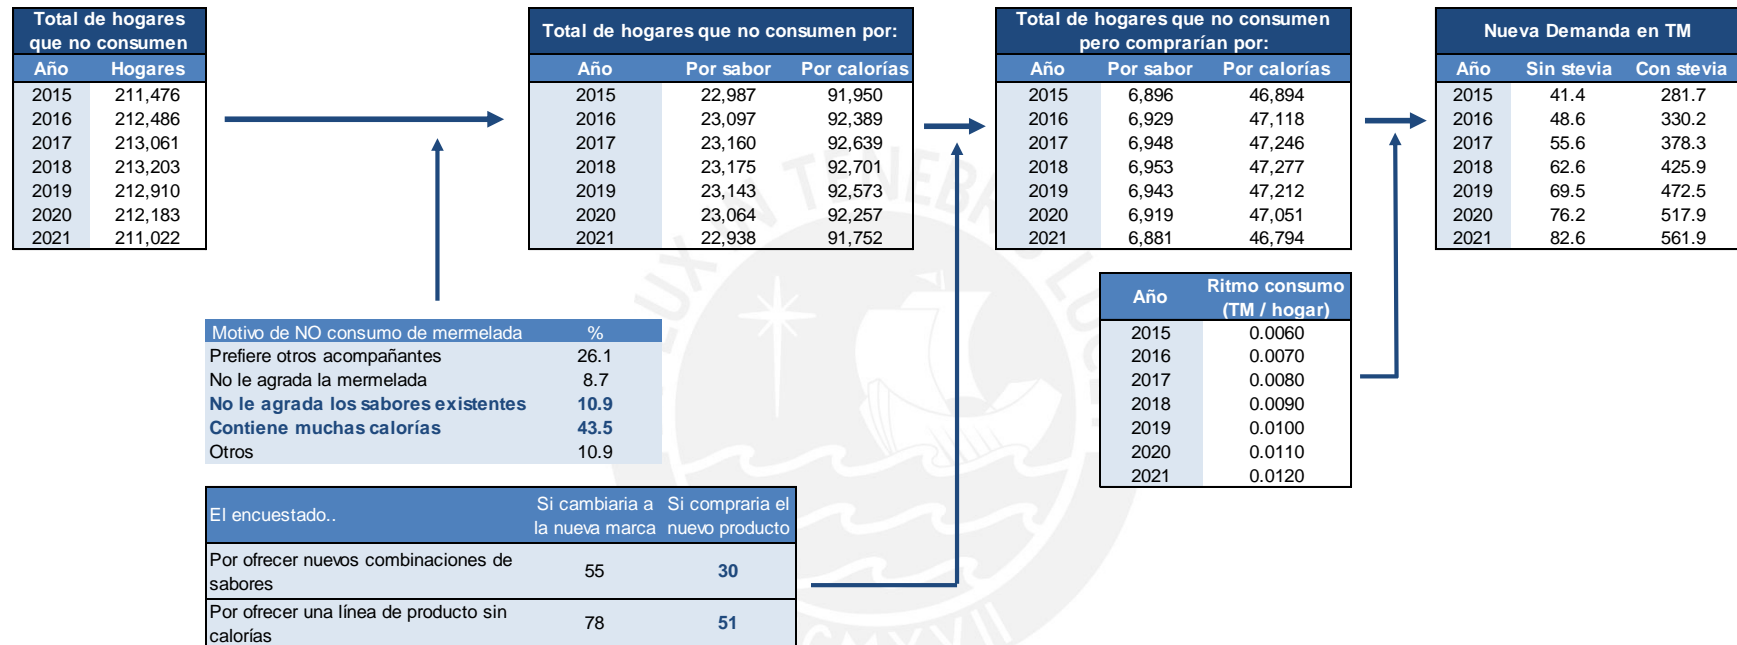 Total de hogares
que no consumen
Año Hogares
2015 211,476
2016 212,486
2017 213,061
2018 213,203
2019 212,910
2020 212,183
2021 211,022
Total de hogares que no consumen por:
Año Por sabor Por calorías
2015 22,987 91,950
2016 23,097 92,389
2017 23,160 92,639
2018 23,175 92,701
2019 23,143 92,573
2020 23,064 92,257
2021 22,938 91,752
Total de hogares que no consumen
pero comprarían por:
Año Por sabor Por calorías
2015 6,896 46,894
2016 6,929 47,118
2017 6,948 47,246
2018 6,953 47,277
2019 6,943 47,212
2020 6,919 47,051
2021 6,881 46,794
Nueva Demanda en TM
Año Sin stevia Con stevia
2015 41.4 281.7
2016 48.6 330.2
2017 55.6 378.3
2018 62.6 425.9
2019 69.5 472.5
2020 76.2 517.9
2021 82.6 561.9
Motivo de NO consumo de mermelada %
Prefiere otros acompañantes 26.1
No le agrada la mermelada 8.7
No le agrada los sabores existentes 10.9
Contiene muchas calorías 43.5
Otros 10.9
Año Ritmo consumo
(TM / hogar)
2015 0.0060
2016 0.0070
2017 0.0080
2018 0.0090
2019 0.0100
2020 0.0110
2021 0.0120
El encuestado.. Si cambiaria a la nueva marca Si compraria el nuevo producto
Por ofrecer nuevos combinaciones de
sabores 55 30
Por ofrecer una línea de producto sin
calorías 78 51